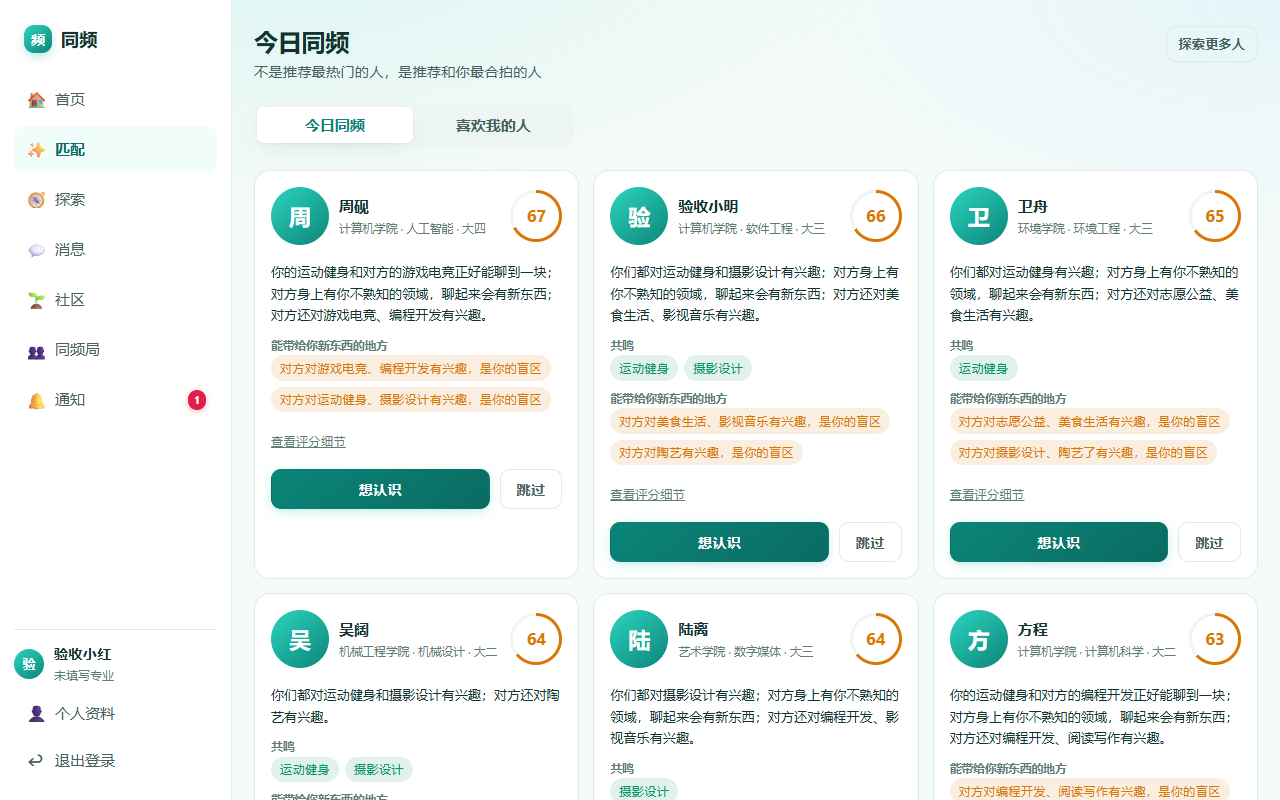 频 同频
首页
匹配
探索
消息
社区
同频局
通知 1
验 验收小红
未填写专业
个人资料
退出登录
今日同频
不是推荐最热门的人，是推荐和你最合拍的人
探索更多人
今日同频 喜欢我的人
周 周砚
计算机学院 · 人工智能 · 大四
67
你的运动健身和对方的游戏电竞正好能聊到一块；
对方身上有你不熟知的领域，聊起来会有新东西；
对方还对游戏电竞、编程开发有兴趣。
能带给你新东西的地方
对方对游戏电竞、编程开发有兴趣，是你的盲区
对方对运动健身、摄影设计有兴趣，是你的盲区
查看评分细节
想认识 跳过
验 验收小明
计算机学院 · 软件工程 · 大三
66
你们都对运动健身和摄影设计有兴趣；对方身上有
你不熟知的领域，聊起来会有新东西；对方还对美
食生活、影视音乐有兴趣。
共鸣
运动健身 摄影设计
能带给你新东西的地方
对方对美食生活、影视音乐有兴趣，是你的盲区
对方对陶艺有兴趣，是你的盲区
查看评分细节
想认识 跳过
卫 卫舟
环境学院 · 环境工程 · 大三
65
你们都对运动健身有兴趣；对方身上有你不熟知的
领域，聊起来会有新东西；对方还对志愿公益、美
食生活有兴趣。
共鸣
运动健身
能带给你新东西的地方
对方对志愿公益、美食生活有兴趣，是你的盲区
对方对摄影设计、陶艺了有兴趣，是你的盲区
查看评分细节
想认识 跳过
吴 吴阔
机械工程学院 · 机械设计 · 大二
64
你们都对运动健身和摄影设计有兴趣；对方还对陶
艺有兴趣。
共鸣
运动健身 摄影设计
能带给你新东西的地方
陆 陆离
艺术学院 · 数字媒体 · 大三
64
你们都对摄影设计有兴趣；对方身上有你不熟知的
领域，聊起来会有新东西；对方还对编程开发、影
视音乐有兴趣。
共鸣
摄影设计
方 方程
计算机学院 · 计算机科学 · 大二
63
你的运动健身和对方的编程开发正好能聊到一块；
对方身上有你不熟知的领域，聊起来会有新东西；
对方还对编程开发、阅读写作有兴趣。
能带给你新东西的地方
对方对编程开发、阅读写作有兴趣，是你的盲区